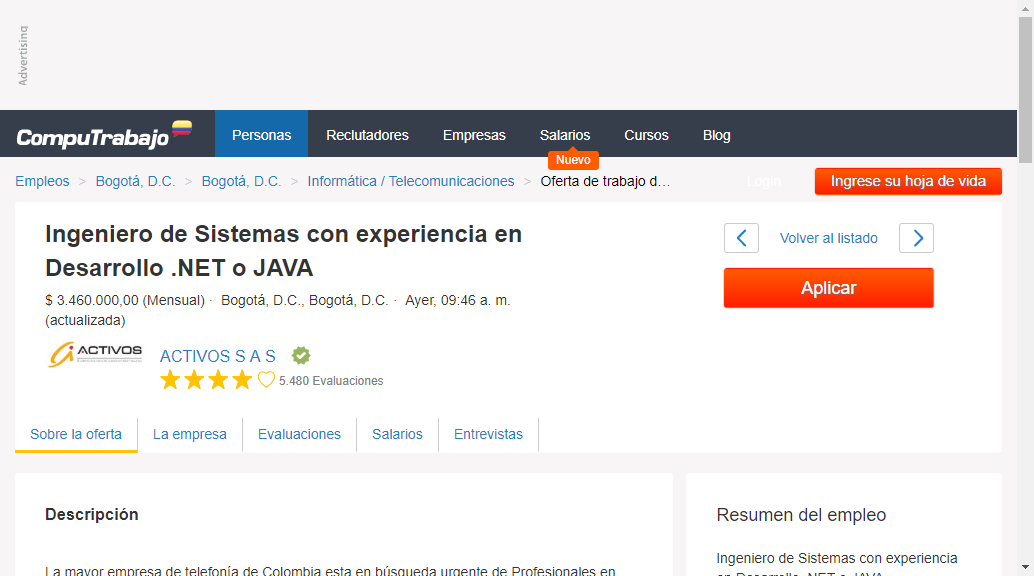 Advertising
CompuTrabajo
Personas
Reclutadores
Empresas
Salarios
Nuevo
Cursos
Blog
Empleos > Bogotá, D.C. > Bogotá, D.C. > Informática / Telecomunicaciones > Oferta de trabajo d...
Login
Ingrese su hoja de vida
Ingeniero de Sistemas con experiencia en
Desarrollo .NET o JAVA
$ 3.460.000,00 (Mensual) · Bogotá, D.C., Bogotá, D.C. · Ayer, 09:46 a. m.
(actualizada)
Volver al listado
Aplicar
ACTIVOS
ACTIVOS S A S
5.480 Evaluaciones
Sobre la oferta
La empresa
Evaluaciones
Salarios
Entrevistas
Descripción
La mayor empresa de telefonía de Colombia esta en búsqueda urgente de Profesionales en
Resumen del empleo
Ingeniero de Sistemas con experiencia
en Desarrollo .NET o JAVA